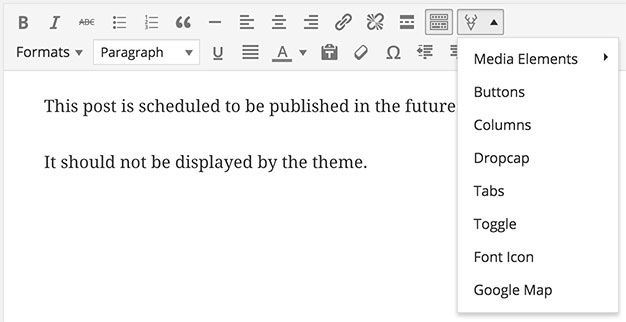 B I ABC
Formats Paragraph U A Ω
This post is scheduled to be published in the future
It should not be displayed by the theme.
Media Elements
Buttons
Columns
Dropcap
Tabs
Toggle
Font Icon
Google Map